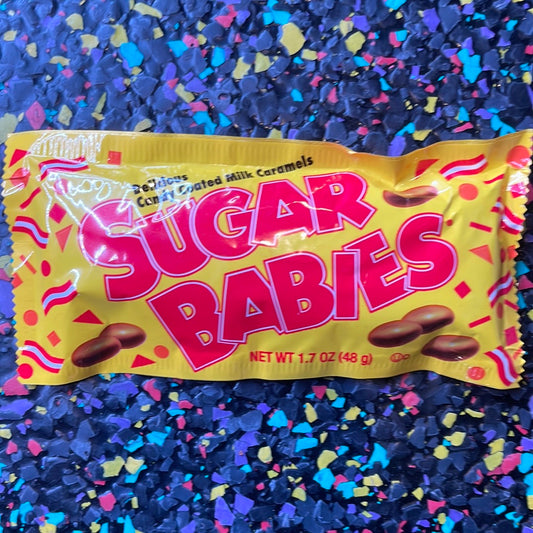 Delicious
Candy Coated Milk Caramels
SUGAR
BABIES
NET WT 1.7 OZ (48 g)